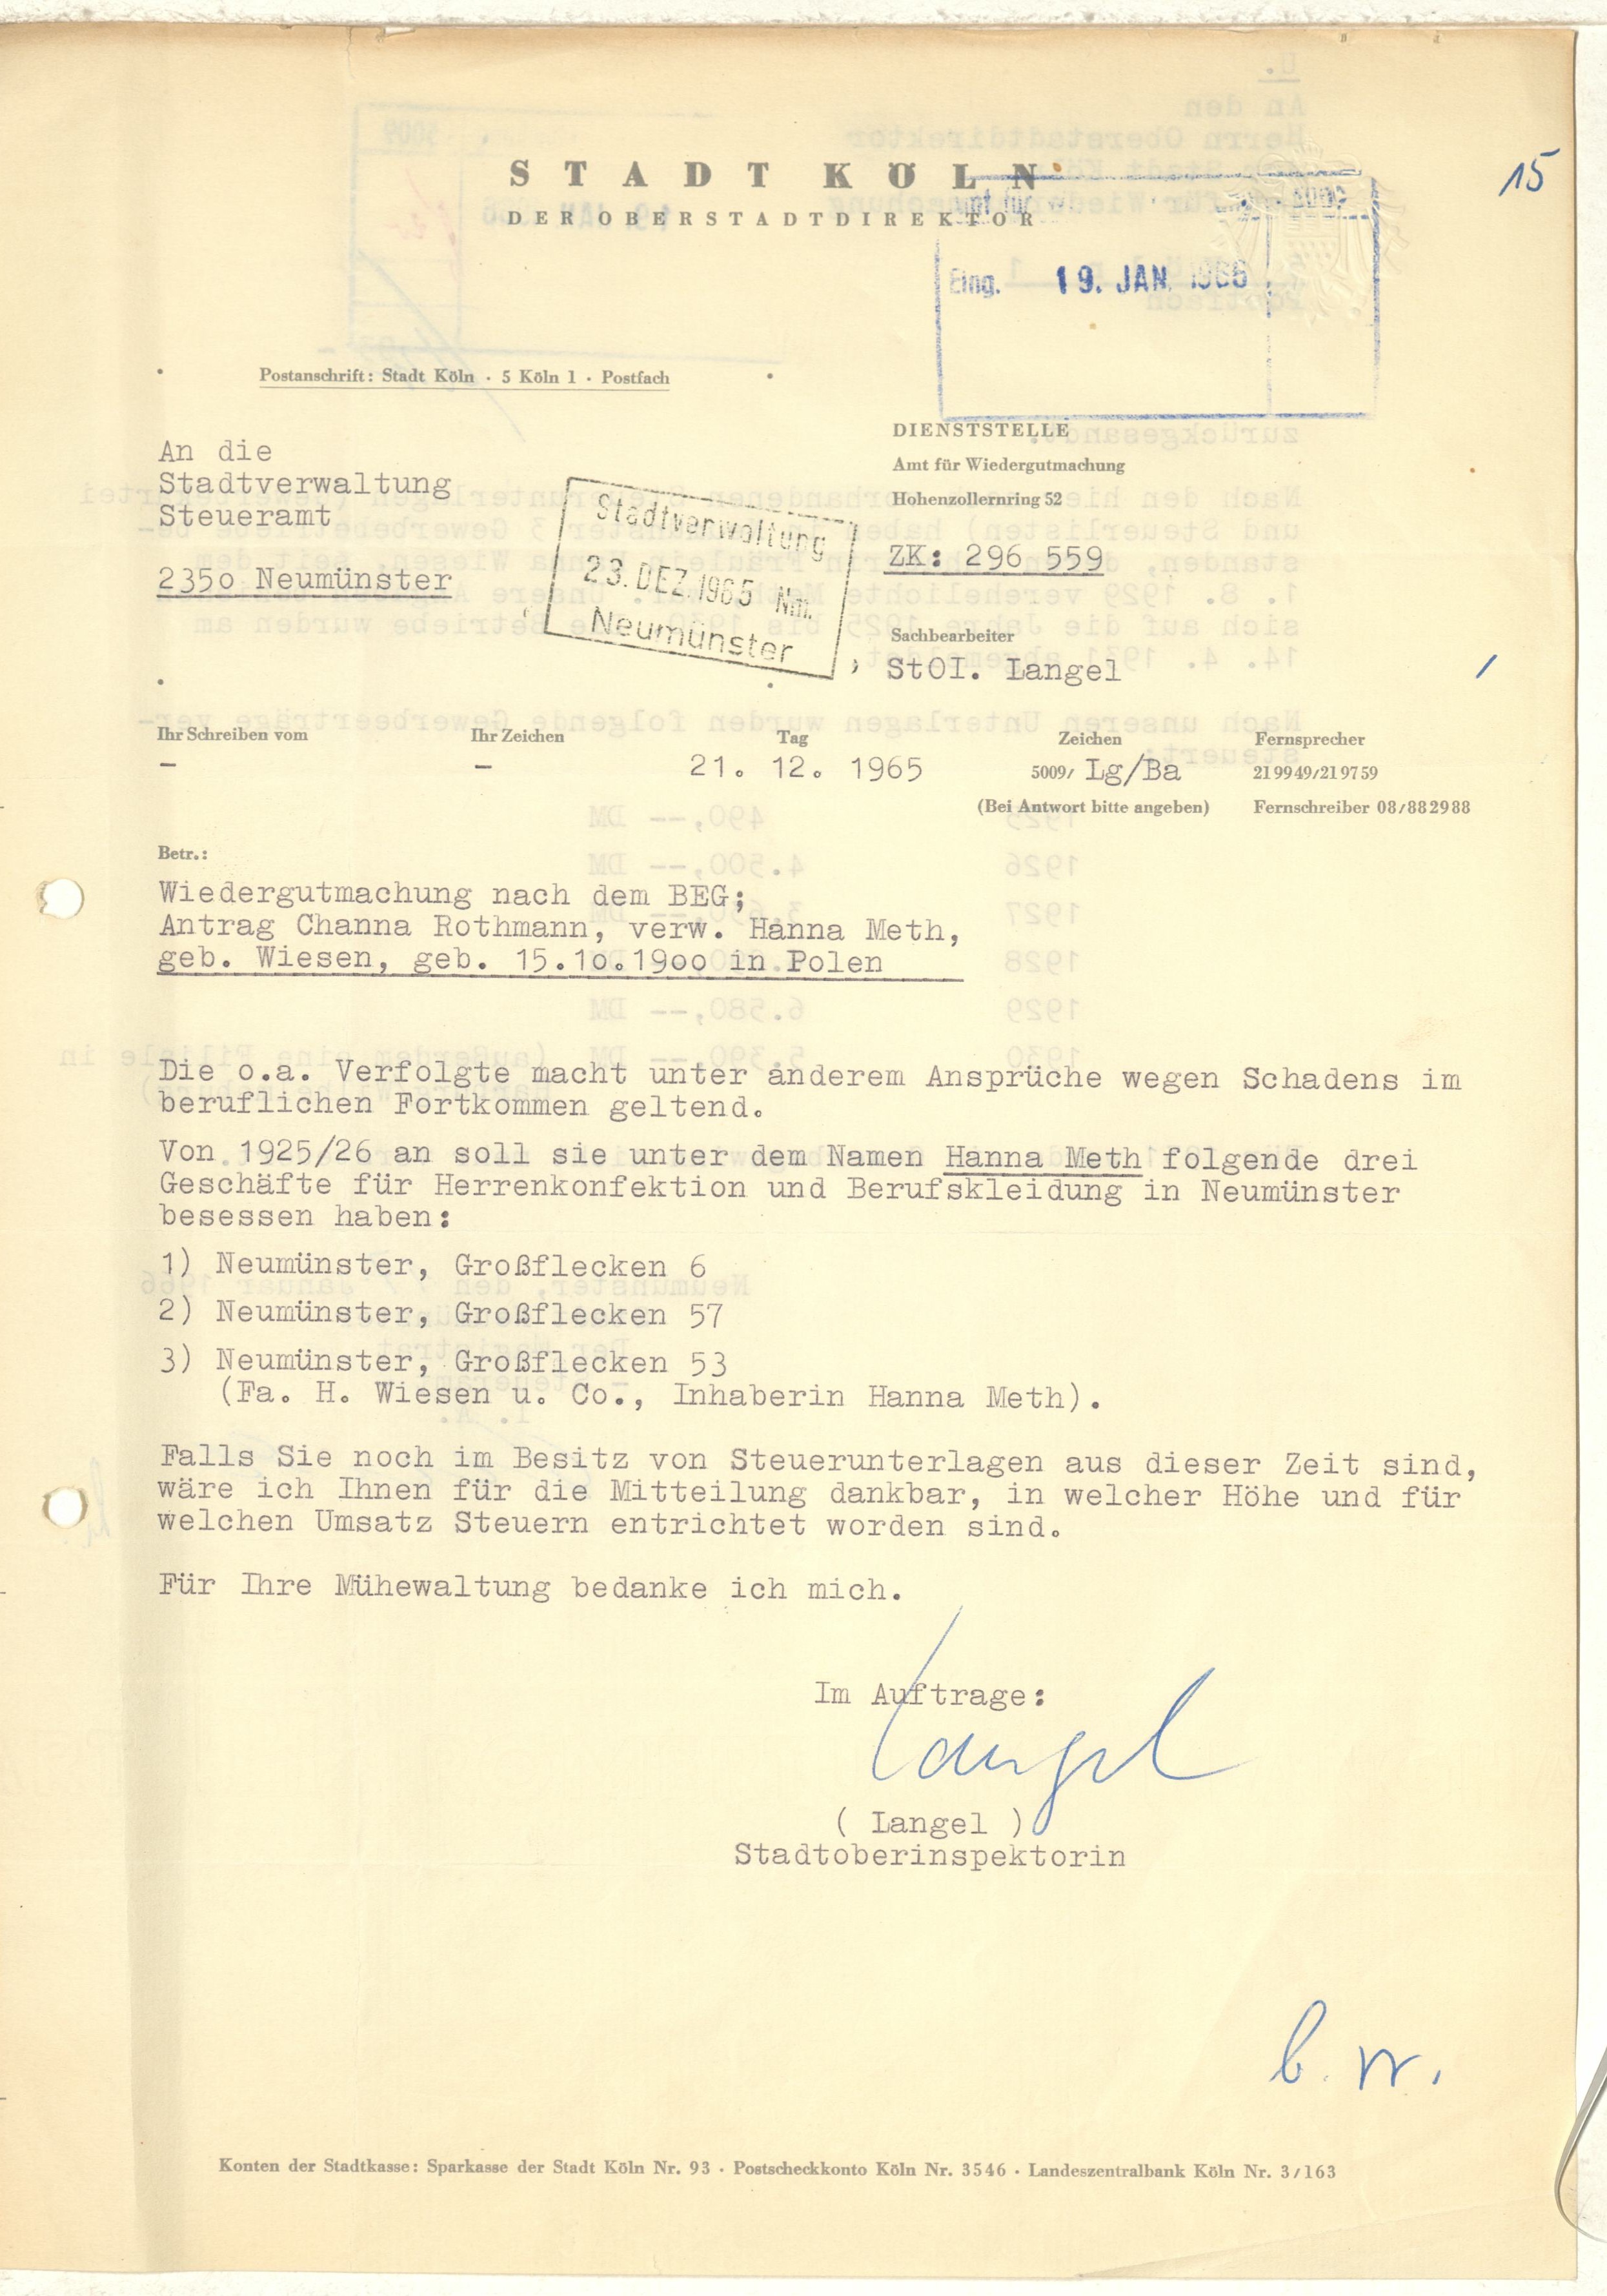 15
STADT KÖLN
DER OBERSTADTDIREKTOR
Amt für
Eing. 19. JAN. 1966
Postanschrift: Stadt Köln · 5 Köln 1 · Postfach
An die
Stadtverwaltung
Steueramt
235o Neumünster
Stadtverwaltung
23. DEZ. 1965 Nm.
Neumünster
DIENSTSTELLE
Amt für Wiedergutmachung
Hohenzollernring 52
ZK: 296 559
Sachbearbeiter
StOI. Langel
Ihr Schreiben vom Ihr Zeichen Tag Zeichen Fernsprecher
– – 21. 12. 1965 5009/ Lg/Ba 219949/219759
(Bei Antwort bitte angeben) Fernschreiber 08/882988
Betr.:
Wiedergutmachung nach dem BEG;
Antrag Channa Rothmann, verw. Hanna Meth,
geb. Wiesen, geb. 15.1o.19oo in Polen
Die o.a. Verfolgte macht unter anderem Ansprüche wegen Schadens im
beruflichen Fortkommen geltend.
Von 1925/26 an soll sie unter dem Namen Hanna Meth folgende drei
Geschäfte für Herrenkonfektion und Berufskleidung in Neumünster
besessen haben:
1) Neumünster, Großflecken 6
2) Neumünster, Großflecken 57
3) Neumünster, Großflecken 53
(Fa. H. Wiesen u. Co., Inhaberin Hanna Meth).
Falls Sie noch im Besitz von Steuerunterlagen aus dieser Zeit sind,
wäre ich Ihnen für die Mitteilung dankbar, in welcher Höhe und für
welchen Umsatz Steuern entrichtet worden sind.
Für Ihre Mühewaltung bedanke ich mich.
Im Auftrage:
Langel
( Langel )
Stadtoberinspektorin
b. w.
Konten der Stadtkasse: Sparkasse der Stadt Köln Nr. 93 · Postscheckkonto Köln Nr. 3546 · Landeszentralbank Köln Nr. 3/163